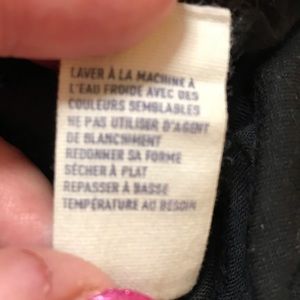 LAVER À LA MACHINE À
L'EAU FROIDE AVEC DES
COULEURS SEMBLABLES
NE PAS UTILISER D'AGENT
DE BLANCHIMENT
REDONNER SA FORME
SÉCHER À PLAT
REPASSER À BASSE
TEMPÉRATURE AU BESOIN